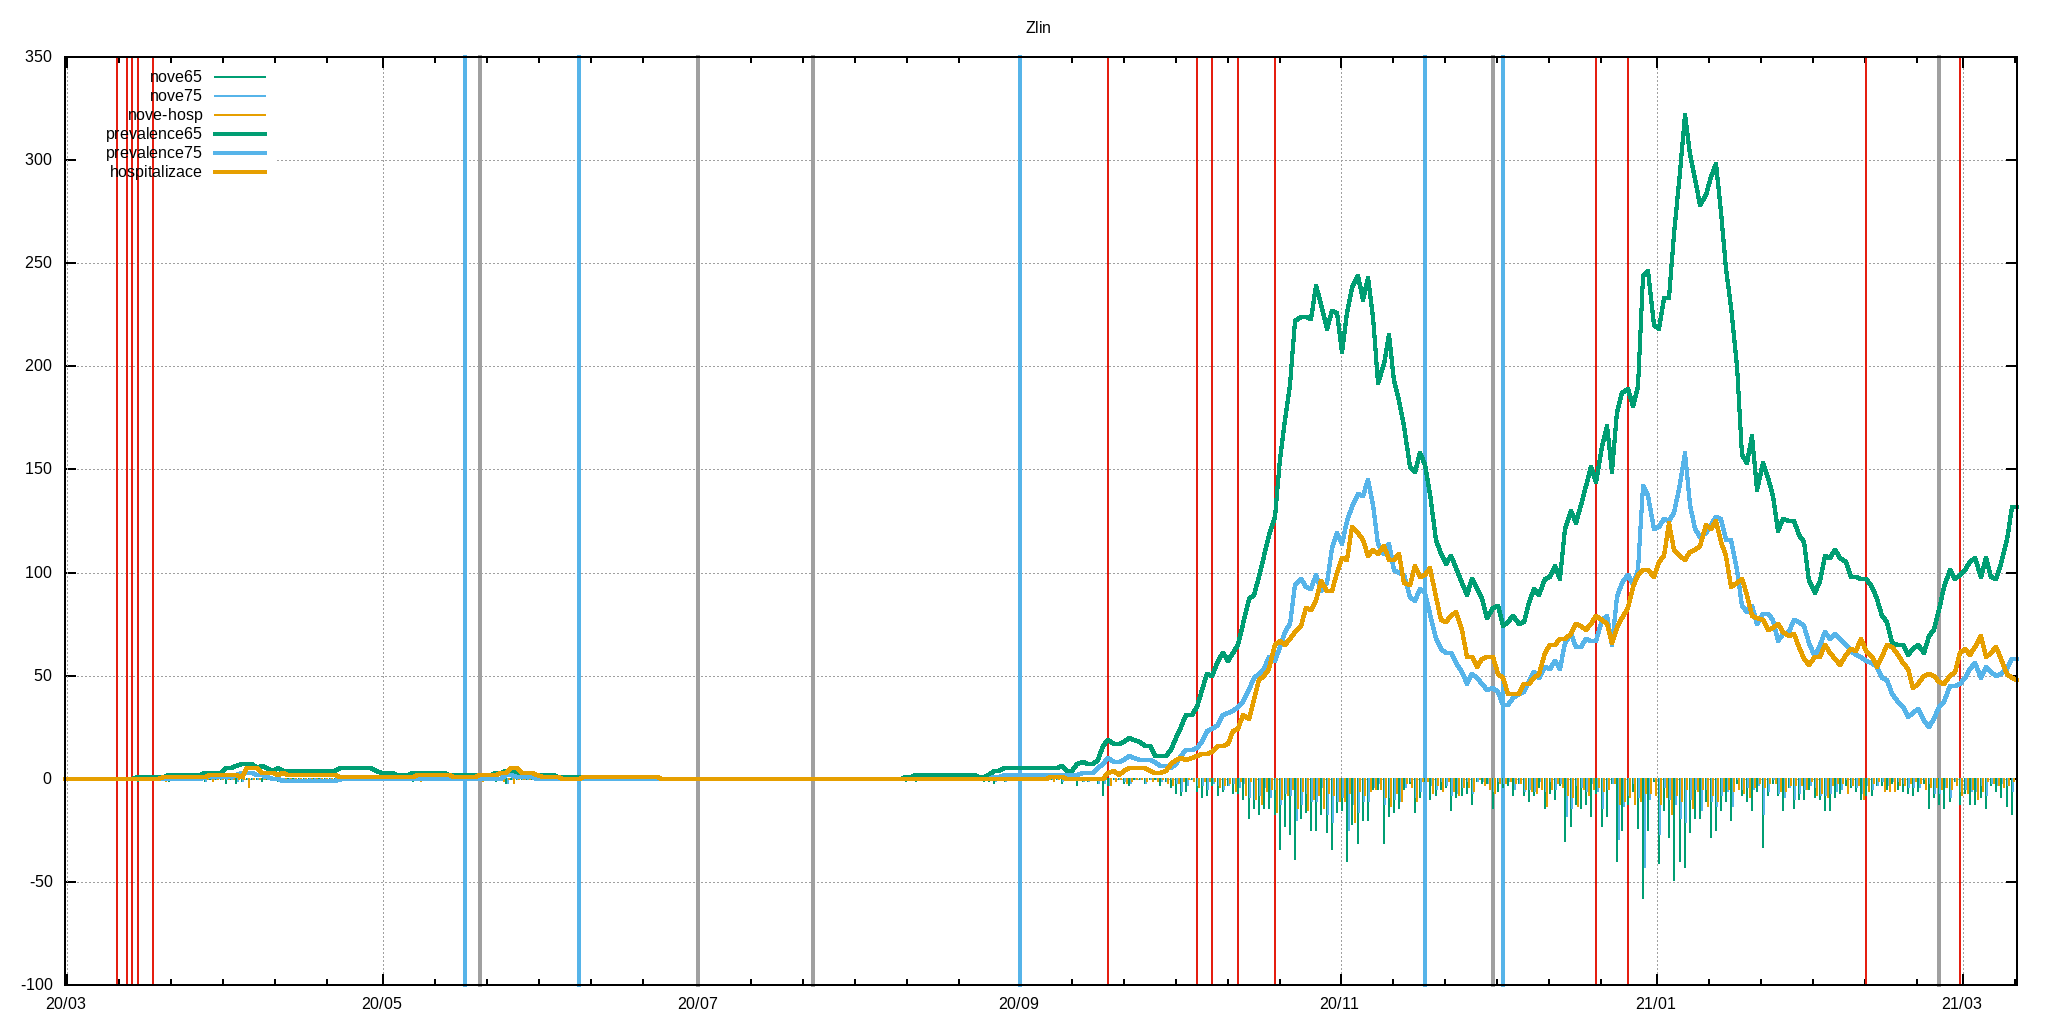 Zlin
350
300
250
200
150
100
50
0
-50
-100
nove65
nove75
nove-hosp
prevalence65
prevalence75
hospitalizace
20/03 20/05 20/07 20/09 20/11 21/01 21/03